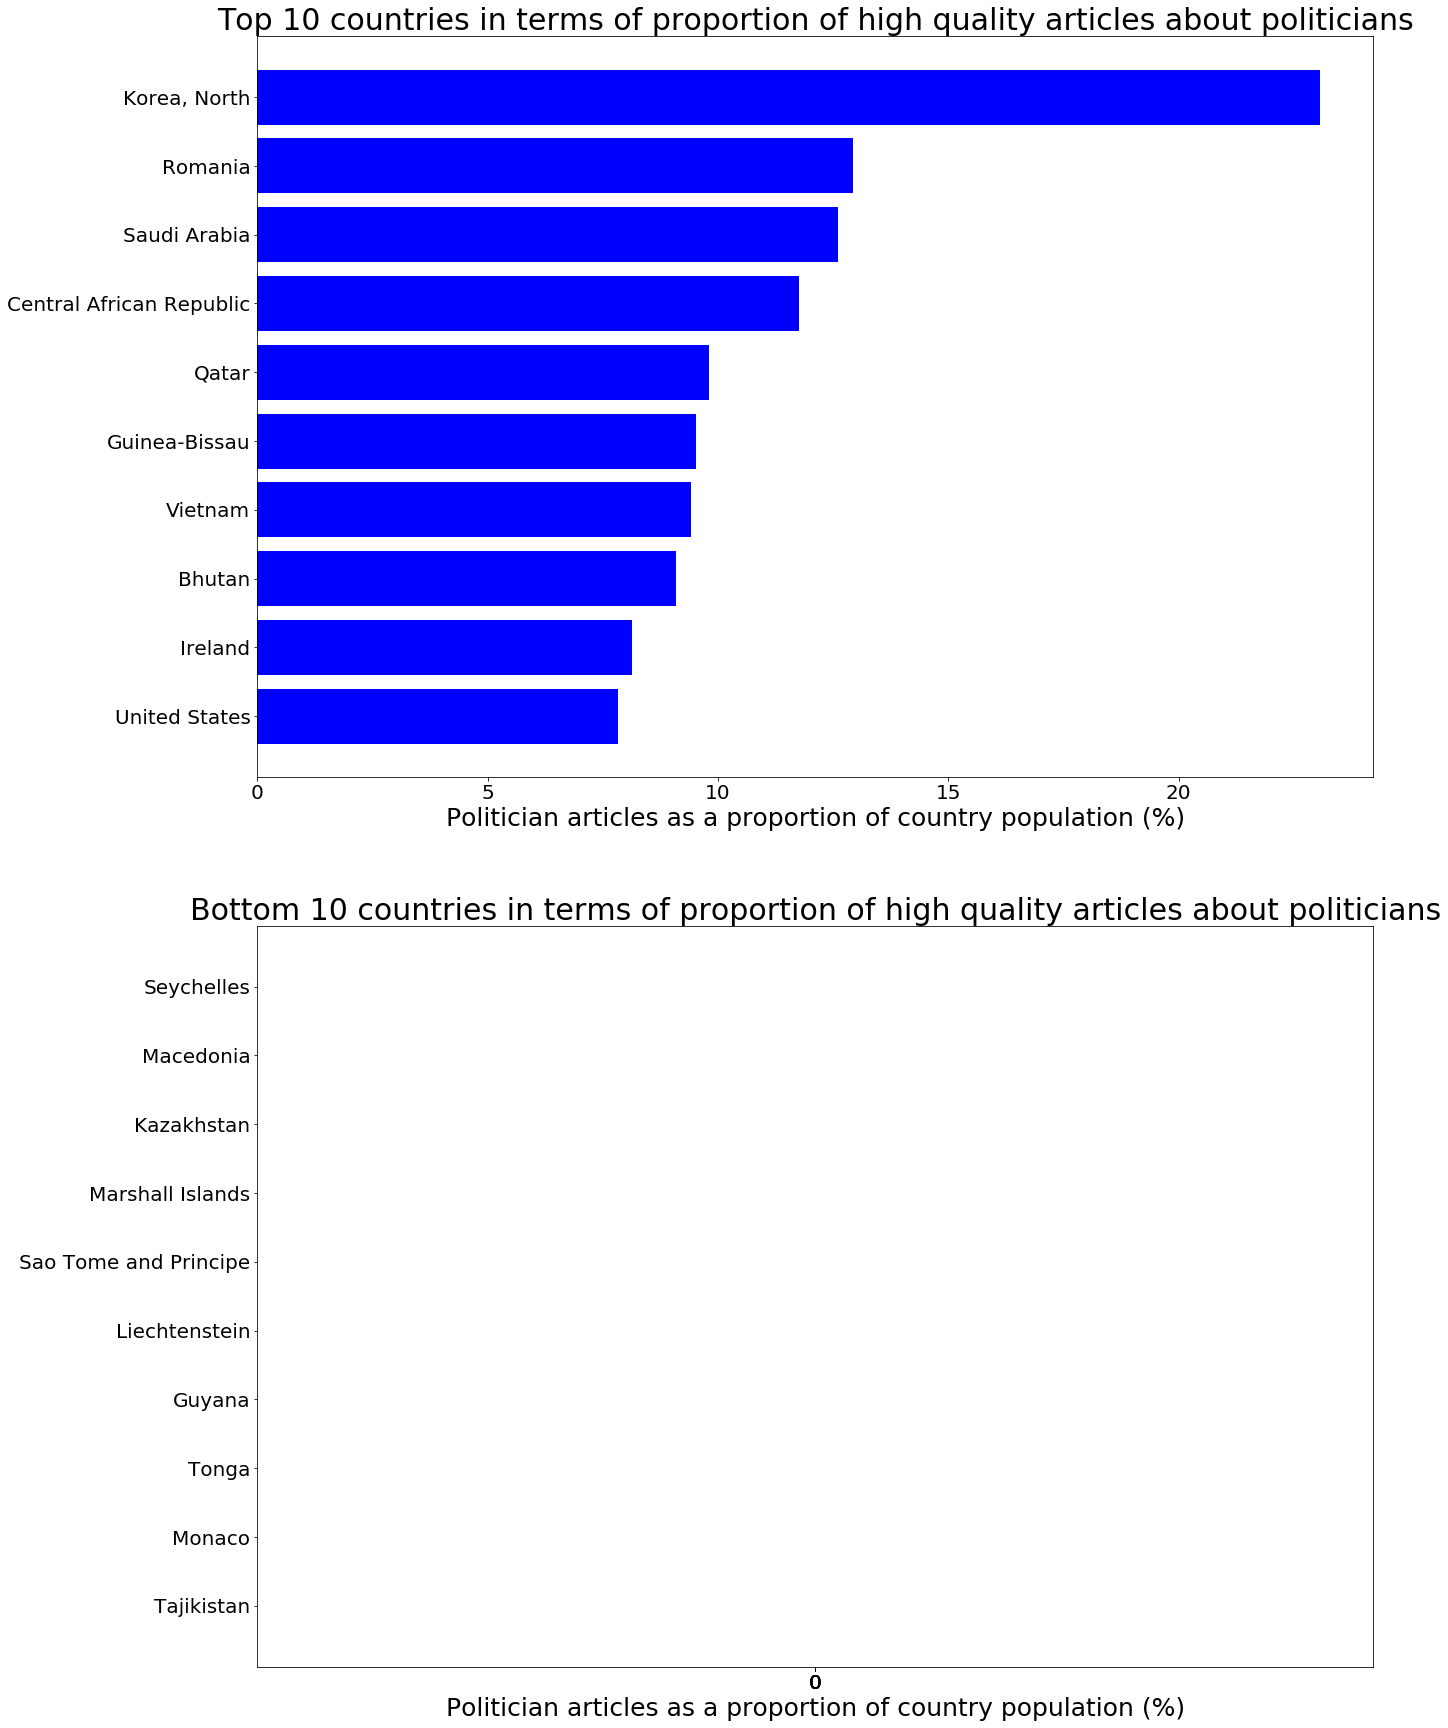 Top 10 countries in terms of proportion of high quality articles about politicians
Korea, North
Romania
Saudi Arabia
Central African Republic
Qatar
Guinea-Bissau
Vietnam
Bhutan
Ireland
United States
0 5 10 15 20
Politician articles as a proportion of country population (%)
Bottom 10 countries in terms of proportion of high quality articles about politicians
Seychelles
Macedonia
Kazakhstan
Marshall Islands
Sao Tome and Principe
Liechtenstein
Guyana
Tonga
Monaco
Tajikistan
0
Politician articles as a proportion of country population (%)